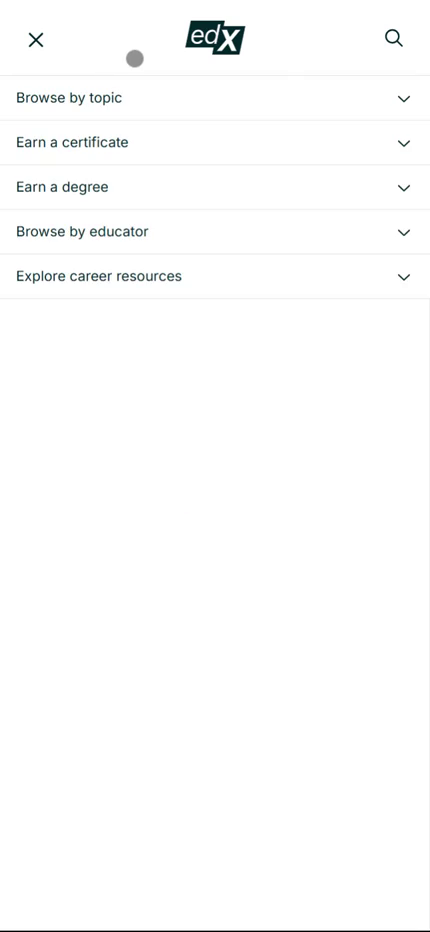 edX
Browse by topic
Earn a certificate
Earn a degree
Browse by educator
Explore career resources